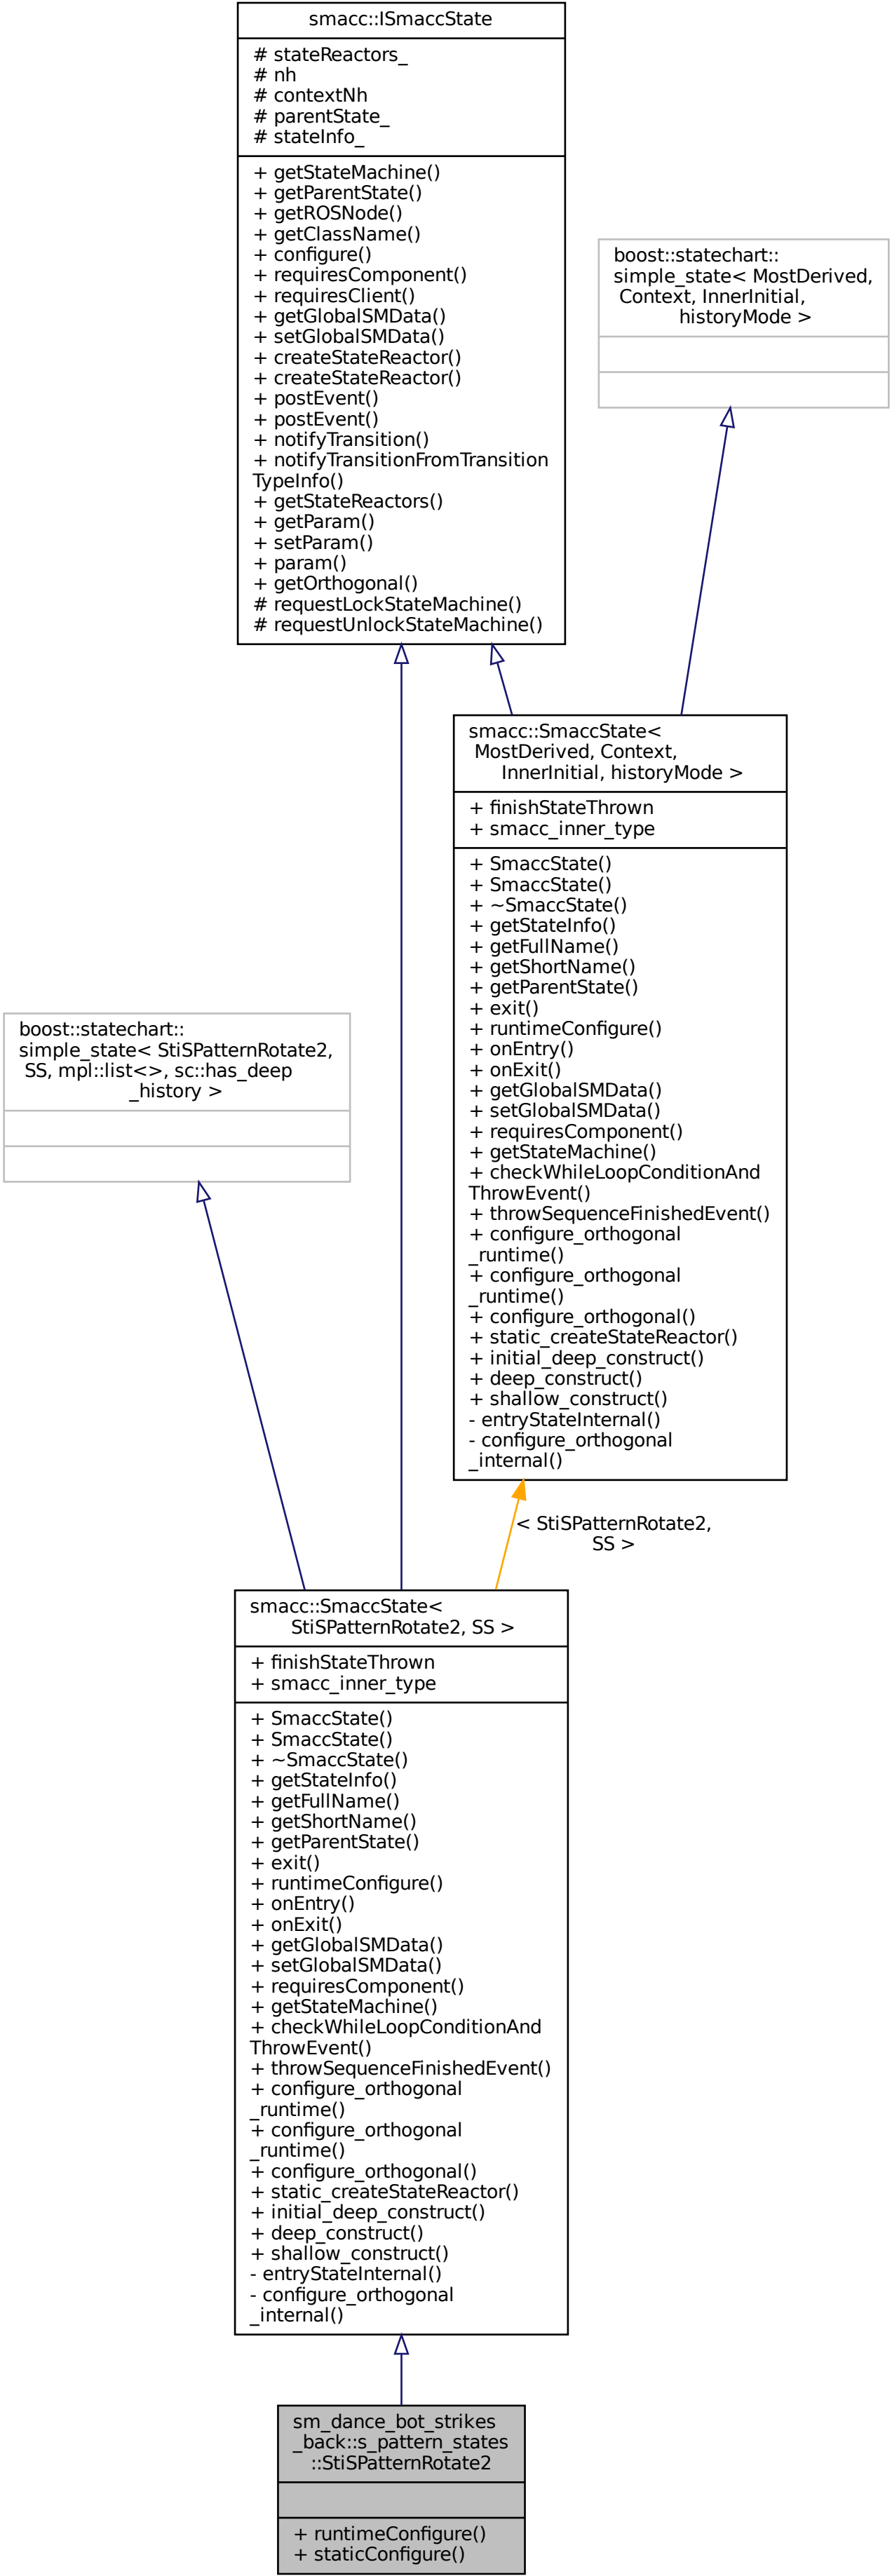 smacc::ISmaccState
# stateReactors_
# nh
# contextNh
# parentState_
# stateInfo_
+ getStateMachine()
+ getParentState()
+ getROSNode()
+ getClassName()
+ configure()
+ requiresComponent()
+ requiresClient()
+ getGlobalSMData()
+ setGlobalSMData()
+ createStateReactor()
+ createStateReactor()
+ postEvent()
+ postEvent()
+ notifyTransition()
+ notifyTransitionFromTransition
TypeInfo()
+ getStateReactors()
+ getParam()
+ setParam()
+ param()
+ getOrthogonal()
# requestLockStateMachine()
# requestUnlockStateMachine()
boost::statechart::
simple_state< MostDerived,
Context, InnerInitial,
historyMode >
smacc::SmaccState<
MostDerived, Context,
InnerInitial, historyMode >
+ finishStateThrown
+ smacc_inner_type
+ SmaccState()
+ SmaccState()
+ ~SmaccState()
+ getStateInfo()
+ getFullName()
+ getShortName()
+ getParentState()
+ exit()
+ runtimeConfigure()
+ onEntry()
+ onExit()
+ getGlobalSMData()
+ setGlobalSMData()
+ requiresComponent()
+ getStateMachine()
+ checkWhileLoopConditionAnd
ThrowEvent()
+ throwSequenceFinishedEvent()
+ configure_orthogonal
_runtime()
+ configure_orthogonal
_runtime()
+ configure_orthogonal()
+ static_createStateReactor()
+ initial_deep_construct()
+ deep_construct()
+ shallow_construct()
- entryStateInternal()
- configure_orthogonal
_internal()
boost::statechart::
simple_state< StiSPatternRotate2,
SS, mpl::list<>, sc::has_deep
_history >
< StiSPatternRotate2,
SS >
smacc::SmaccState<
StiSPatternRotate2, SS >
+ finishStateThrown
+ smacc_inner_type
+ SmaccState()
+ SmaccState()
+ ~SmaccState()
+ getStateInfo()
+ getFullName()
+ getShortName()
+ getParentState()
+ exit()
+ runtimeConfigure()
+ onEntry()
+ onExit()
+ getGlobalSMData()
+ setGlobalSMData()
+ requiresComponent()
+ getStateMachine()
+ checkWhileLoopConditionAnd
ThrowEvent()
+ throwSequenceFinishedEvent()
+ configure_orthogonal
_runtime()
+ configure_orthogonal
_runtime()
+ configure_orthogonal()
+ static_createStateReactor()
+ initial_deep_construct()
+ deep_construct()
+ shallow_construct()
- entryStateInternal()
- configure_orthogonal
_internal()
sm_dance_bot_strikes
_back::s_pattern_states
::StiSPatternRotate2
+ runtimeConfigure()
+ staticConfigure()